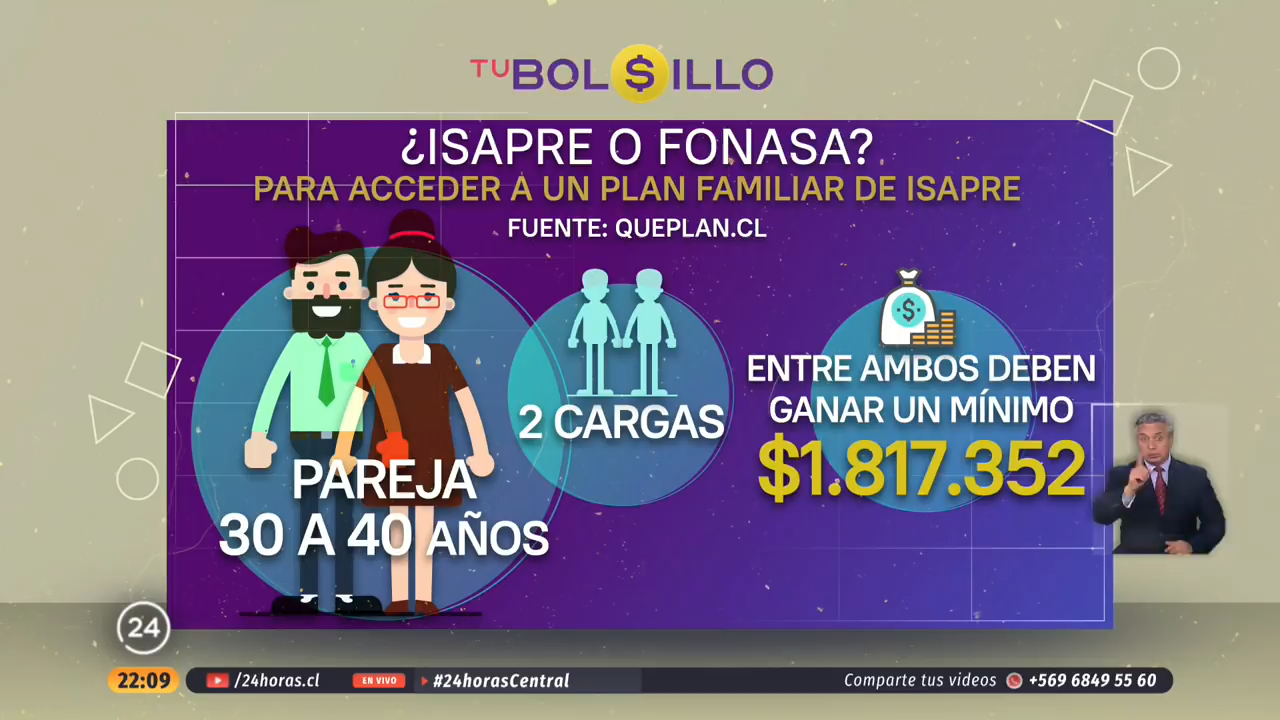 TU BOL$ILLO
¿ISAPRE O FONASA?
PARA ACCEDER A UN PLAN FAMILIAR DE ISAPRE
FUENTE: QUEPLAN.CL
PAREJA
30 A 40 AÑOS
2 CARGAS
$
ENTRE AMBOS DEBEN
GANAR UN MÍNIMO
$1.817.352
24
22:09
/24horas.cl
EN VIVO
#24horasCentral
Comparte tus videos
+569 6849 55 60